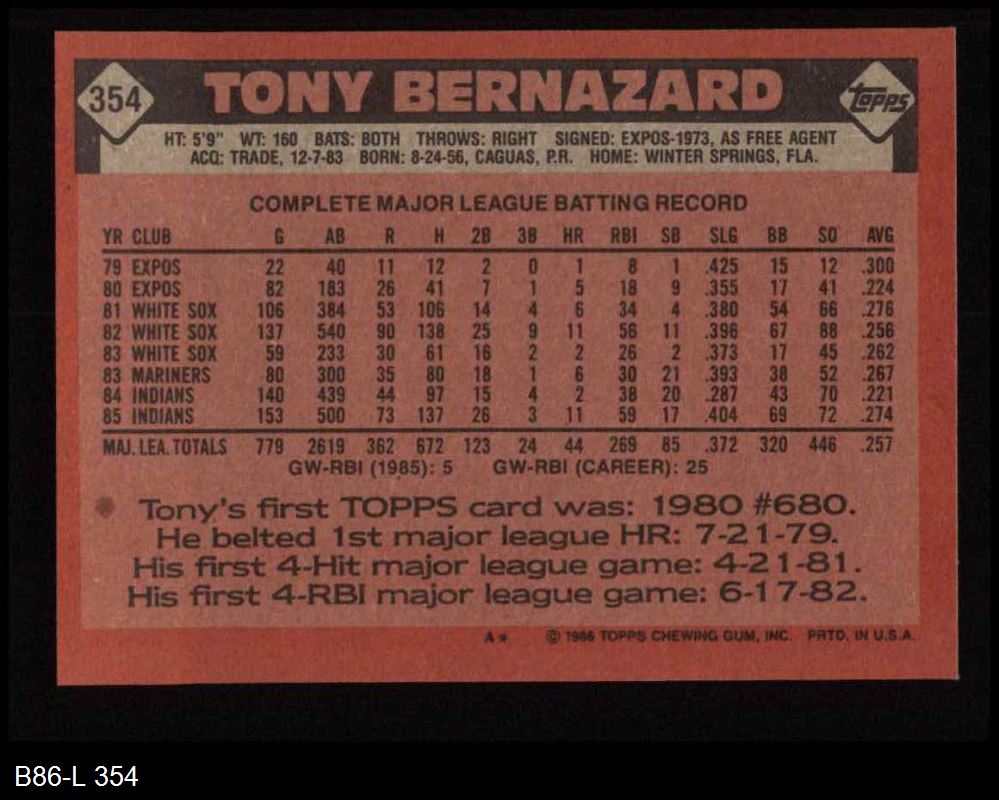 354 TONY BERNAZARD Topps
HT: 5'9" WT: 160 BATS: BOTH THROWS: RIGHT SIGNED: EXPOS-1973, AS FREE AGENT
ACQ: TRADE, 12-7-83 BORN: 8-24-56, CAGUAS, P.R. HOME: WINTER SPRINGS, FLA.
COMPLETE MAJOR LEAGUE BATTING RECORD
YR CLUB G AB R H 2B 3B HR RBI SB SLG BB SO AVG
79 EXPOS 22 40 11 12 2 0 1 8 1 .425 15 12 .300
80 EXPOS 82 183 26 41 7 1 5 18 9 .355 17 41 .224
81 WHITE SOX 106 384 53 106 14 4 6 34 4 .380 54 66 .276
82 WHITE SOX 137 540 90 138 25 9 11 56 11 .396 67 88 .256
83 WHITE SOX 59 233 30 61 16 2 2 26 2 .373 17 45 .262
83 MARINERS 80 300 35 80 18 1 6 30 21 .393 38 52 .267
84 INDIANS 140 439 44 97 15 4 2 38 20 .287 43 70 .221
85 INDIANS 153 500 73 137 26 3 11 59 17 .404 69 72 .274
MAJ. LEA. TOTALS 779 2619 362 672 123 24 44 269 85 .372 320 446 .257
GW-RBI (1985): 5 GW-RBI (CAREER): 25
Tony's first TOPPS card was: 1980 #680.
He belted 1st major league HR: 7-21-79.
His first 4-Hit major league game: 4-21-81.
His first 4-RBI major league game: 6-17-82.
A* © 1986 TOPPS CHEWING GUM, INC. PRTD. IN U.S.A.
B86-L 354